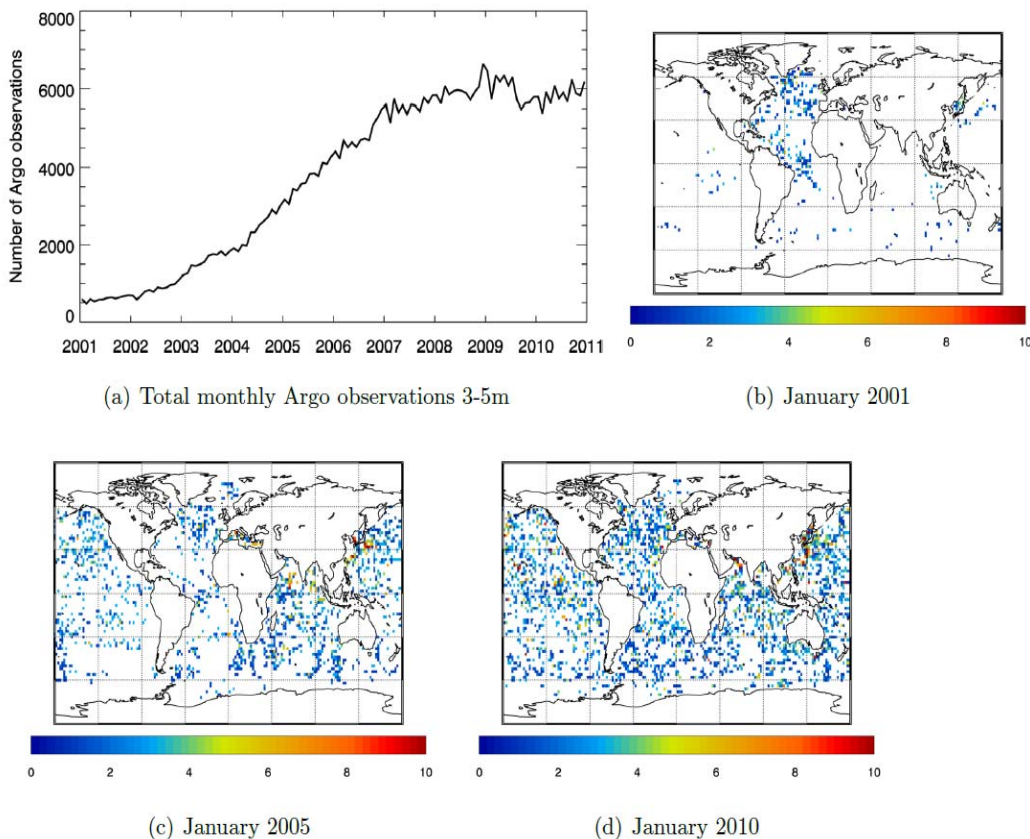 8000
6000
4000
2000
0
Number of Argo observations
2001 2002 2003 2004 2005 2006 2007 2008 2009 2010 2011
(a) Total monthly Argo observations 3-5m
0 2 4 6 8 10
(b) January 2001
0 2 4 6 8 10
(c) January 2005
0 2 4 6 8 10
(d) January 2010